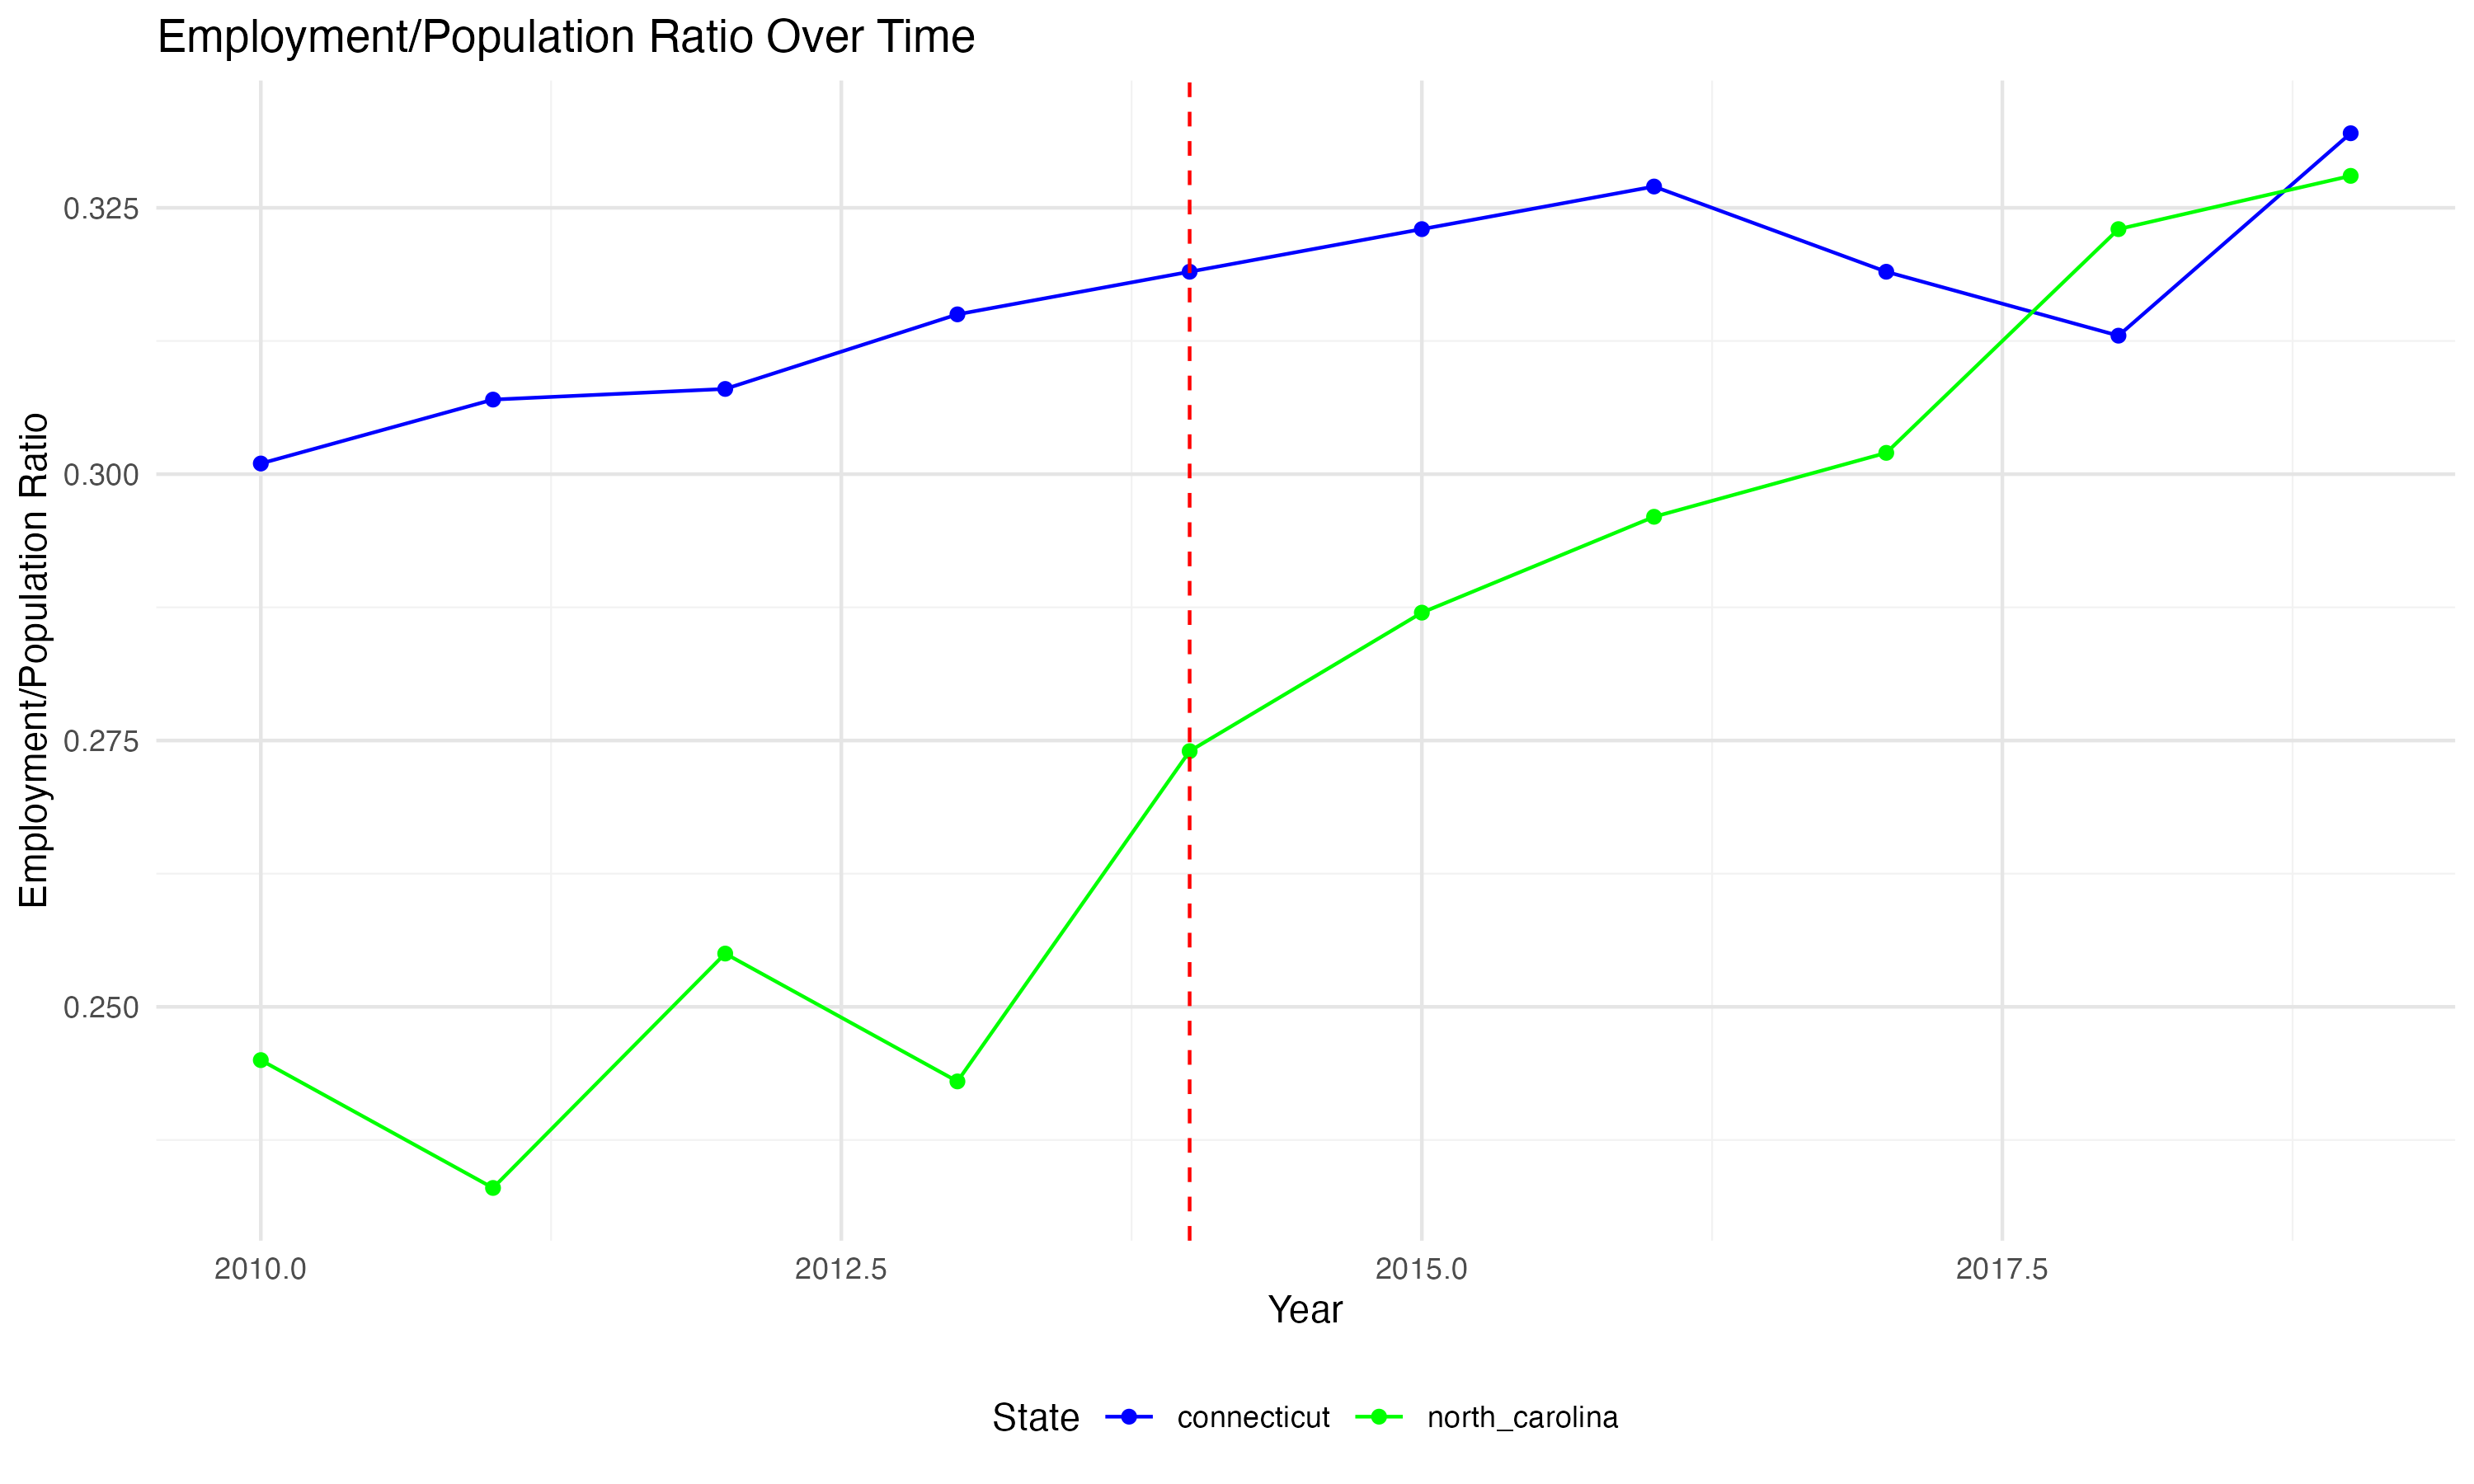 Employment/Population Ratio Over Time
Employment/Population Ratio
0.325
0.300
0.275
0.250
2010.0 2012.5 2015.0 2017.5
Year
State connecticut north_carolina